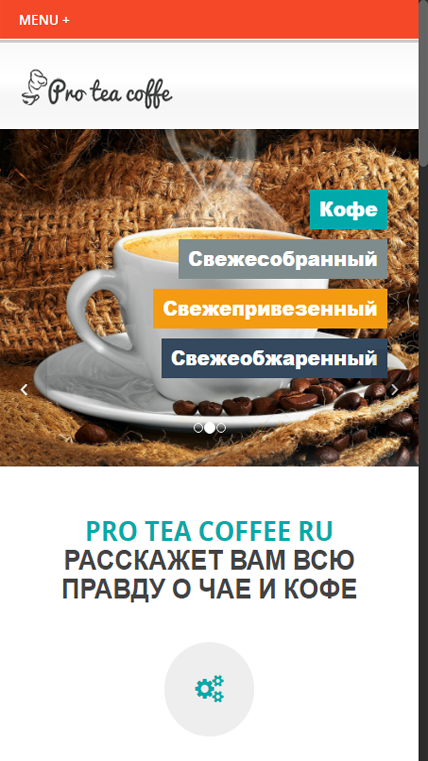 MENU +
Pro tea coffe
Кофе
Свежесобранный
Свежепривезенный
Свежеобжаренный
PRO TEA COFFEE RU
РАССКАЖЕТ ВАМ ВСЮ
ПРАВДУ О ЧАЕ И КОФЕ